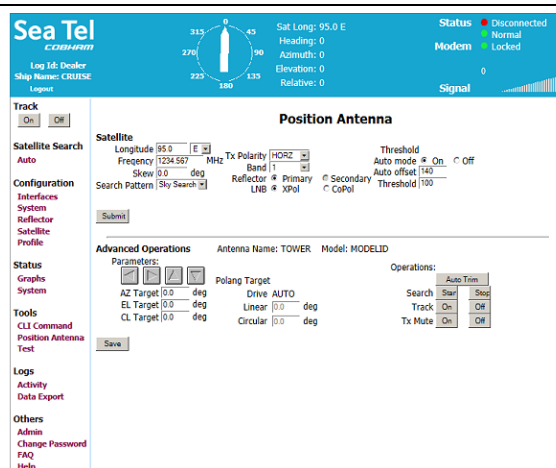 Sea Tel
COBHAM
Log Id: Dealer
Ship Name: CRUISE
Logout
0
45
90
135
180
225
270
315
Sat Long: 95.0 E
Heading: 0
Azimuth: 0
Elevation: 0
Relative: 0
Status Disconnected
Normal
Modem Locked
0
Signal
Track
On Off
Satellite Search
Auto
Configuration
Interfaces
System
Reflector
Satellite
Profile
Status
Graphs
System
Tools
CLI Command
Position Antenna
Test
Logs
Activity
Data Export
Others
Admin
Change Password
FAQ
Help
Position Antenna
Satellite
Longitude 95.0 E
Freqency 1234.567 MHz
Skew 0.0 deg
Search Pattern Sky Search
Tx Polarity HORZ
Band 1
Reflector Primary Secondary
LNB XPol CoPol
Threshold
Auto mode On Off
Auto offset 140
Threshold 100
Submit
Advanced Operations Antenna Name: TOWER Model: MODELID
Parameters:
AZ Target 0.0 deg
EL Target 0.0 deg
CL Target 0.0 deg
Polang Target
Drive AUTO
Linear 0.0 deg
Circular 0.0 deg
Operations:
Auto Trim
Search Star Stop
Track On Off
Tx Mute On Off
Save